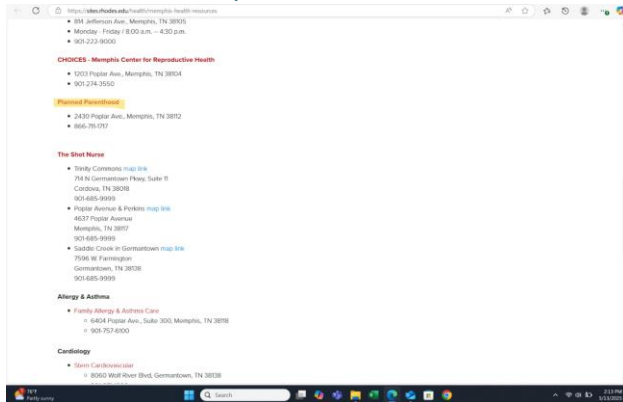 https://sites.rhodes.edu/health/memphis-health-resources
814 Jefferson Ave., Memphis, TN 38105
Monday - Friday / 8:00 a.m. – 4:30 p.m.
901-222-9000
CHOICES - Memphis Center for Reproductive Health
1203 Poplar Ave., Memphis, TN 38104
901-274-3550
Planned Parenthood
2430 Poplar Ave., Memphis, TN 38112
866-711-1717
The Shot Nurse
Trinity Commons map link
714 N Germantown Pkwy, Suite 11
Cordova, TN 38018
901-685-9999
Poplar Avenue & Perkins map link
4637 Poplar Avenue
Memphis, TN 38117
901-685-9999
Saddle Creek in Germantown map link
7596 W. Farmington
Germantown, TN 38138
901-685-9999
Allergy & Asthma
Family Allergy & Asthma Care
6404 Poplar Ave., Suite 300, Memphis, TN 38118
901-757-6100
Cardiology
Stern Cardiovascular
8060 Wolf River Blvd, Germantown, TN 38138
Partly sunny
Search
2:13 PM